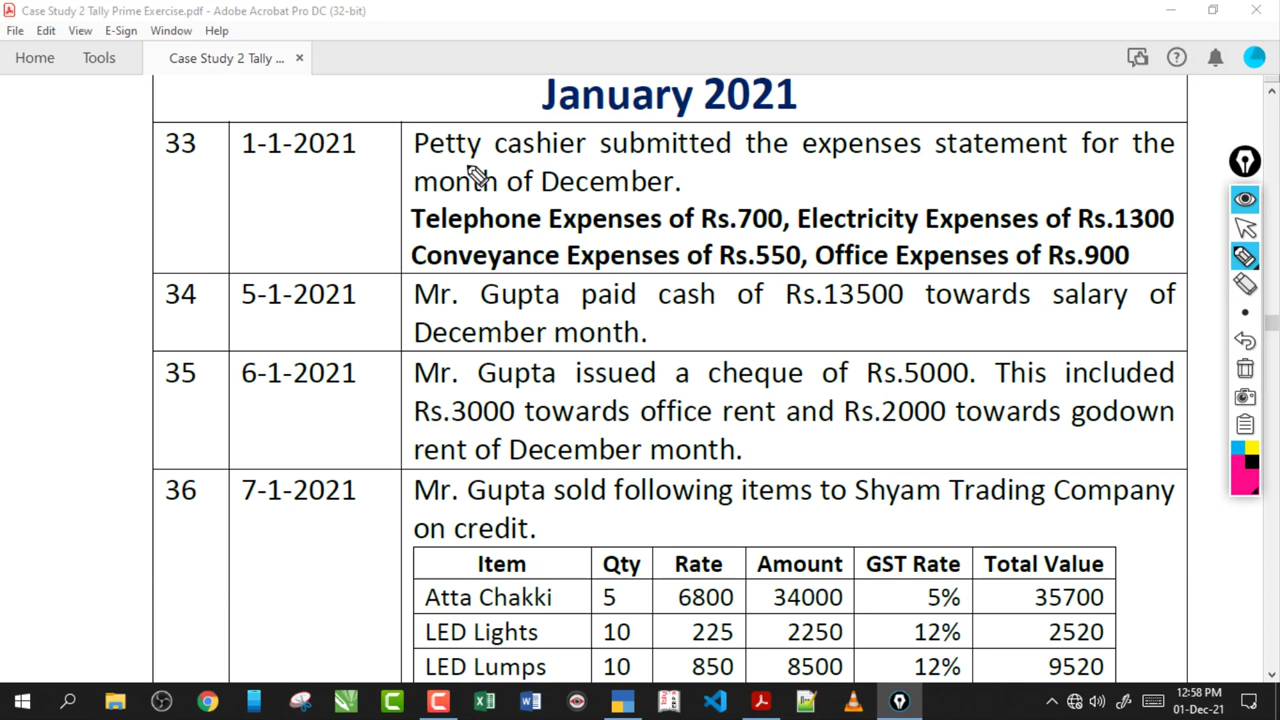 Case Study 2 Tally Prime Exercise.pdf - Adobe Acrobat Pro DC (32-bit)
File Edit View E-Sign Window Help
Home Tools Case Study 2 Tally ... ×
January 2021
33 1-1-2021 Petty cashier submitted the expenses statement for the
month of December.
Telephone Expenses of Rs.700, Electricity Expenses of Rs.1300
Conveyance Expenses of Rs.550, Office Expenses of Rs.900
34 5-1-2021 Mr. Gupta paid cash of Rs.13500 towards salary of
December month.
35 6-1-2021 Mr. Gupta issued a cheque of Rs.5000. This included
Rs.3000 towards office rent and Rs.2000 towards godown
rent of December month.
36 7-1-2021 Mr. Gupta sold following items to Shyam Trading Company
on credit.
Item Qty Rate Amount GST Rate Total Value
Atta Chakki 5 6800 34000 5% 35700
LED Lights 10 225 2250 12% 2520
LED Lumps 10 850 8500 12% 9520
12:58 PM
01-Dec-21